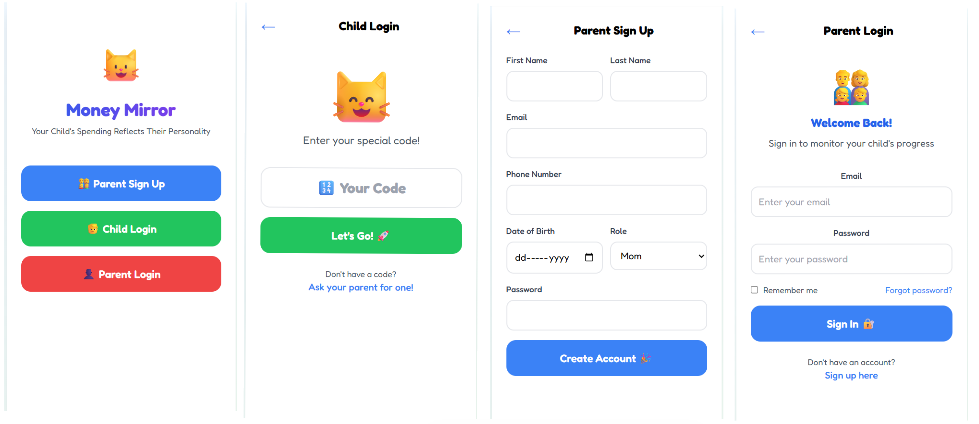 Money Mirror
Your Child's Spending Reflects Their Personality
Parent Sign Up
Child Login
Parent Login
←
Child Login
Enter your special code!
🔢 Your Code
Let's Go! 🚀
Don't have a code?
Ask your parent for one!
←
Parent Sign Up
First Name Last Name
Email
Phone Number
Date of Birth Role
dd-----yyyy Mom
Password
Create Account 🎉
←
Parent Login
Welcome Back!
Sign in to monitor your child's progress
Email
Enter your email
Password
Enter your password
Remember me Forgot password?
Sign In 🔐
Don't have an account?
Sign up here